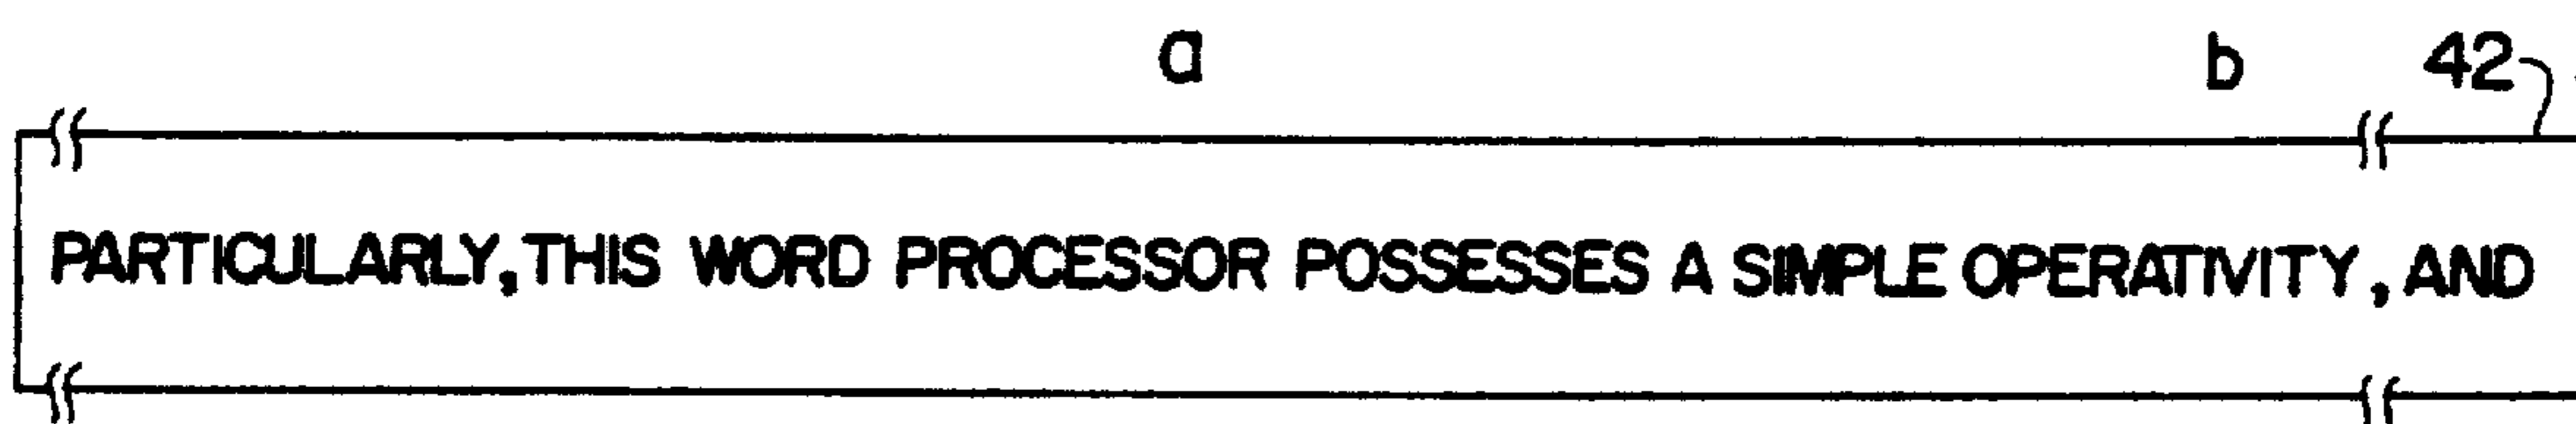 a b 42
PARTICULARLY, THIS WORD PROCESSOR POSSESSES A SIMPLE OPERATIVITY, AND